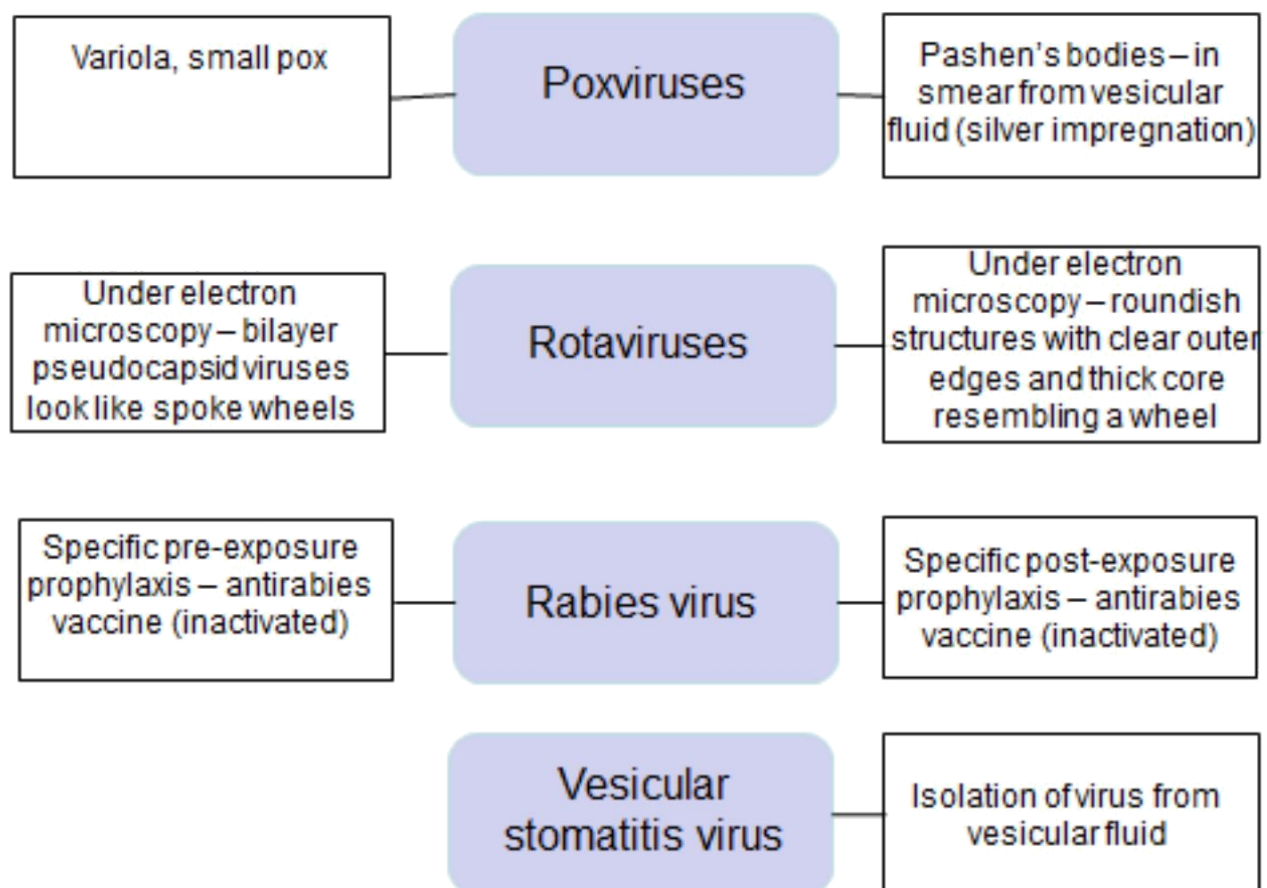 Variola, small pox
Poxviruses
Pashen's bodies – in
smear from vesicular
fluid (silver impregnation)
Under electron
microscopy – bilayer
pseudocapsid viruses
look like spoke wheels
Rotaviruses
Under electron
microscopy – roundish
structures with clear outer
edges and thick core
resembling a wheel
Specific pre-exposure
prophylaxis – antirabies
vaccine (inactivated)
Rabies virus
Specific post-exposure
prophylaxis – antirabies
vaccine (inactivated)
Vesicular
stomatitis virus
Isolation of virus from
vesicular fluid